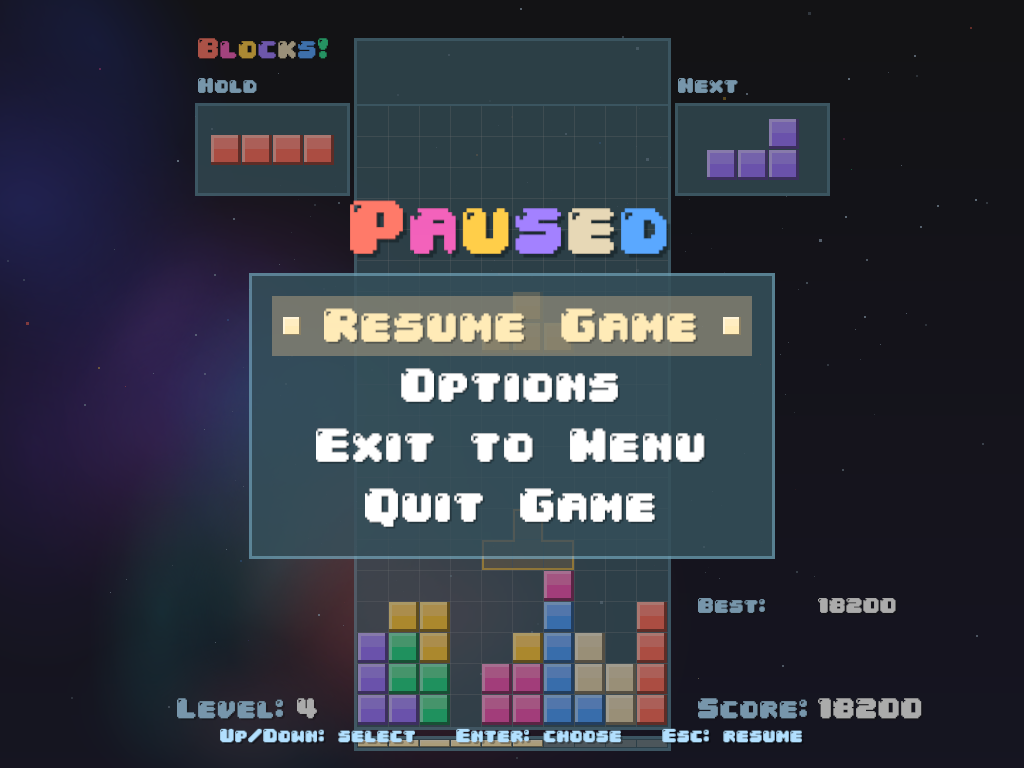 Blocks!
Hold
Next
Paused
Resume Game
Options
Exit to Menu
Quit Game
Best: 18200
Level: 4
Score: 18200
Up/Down: select Enter: choose Esc: resume